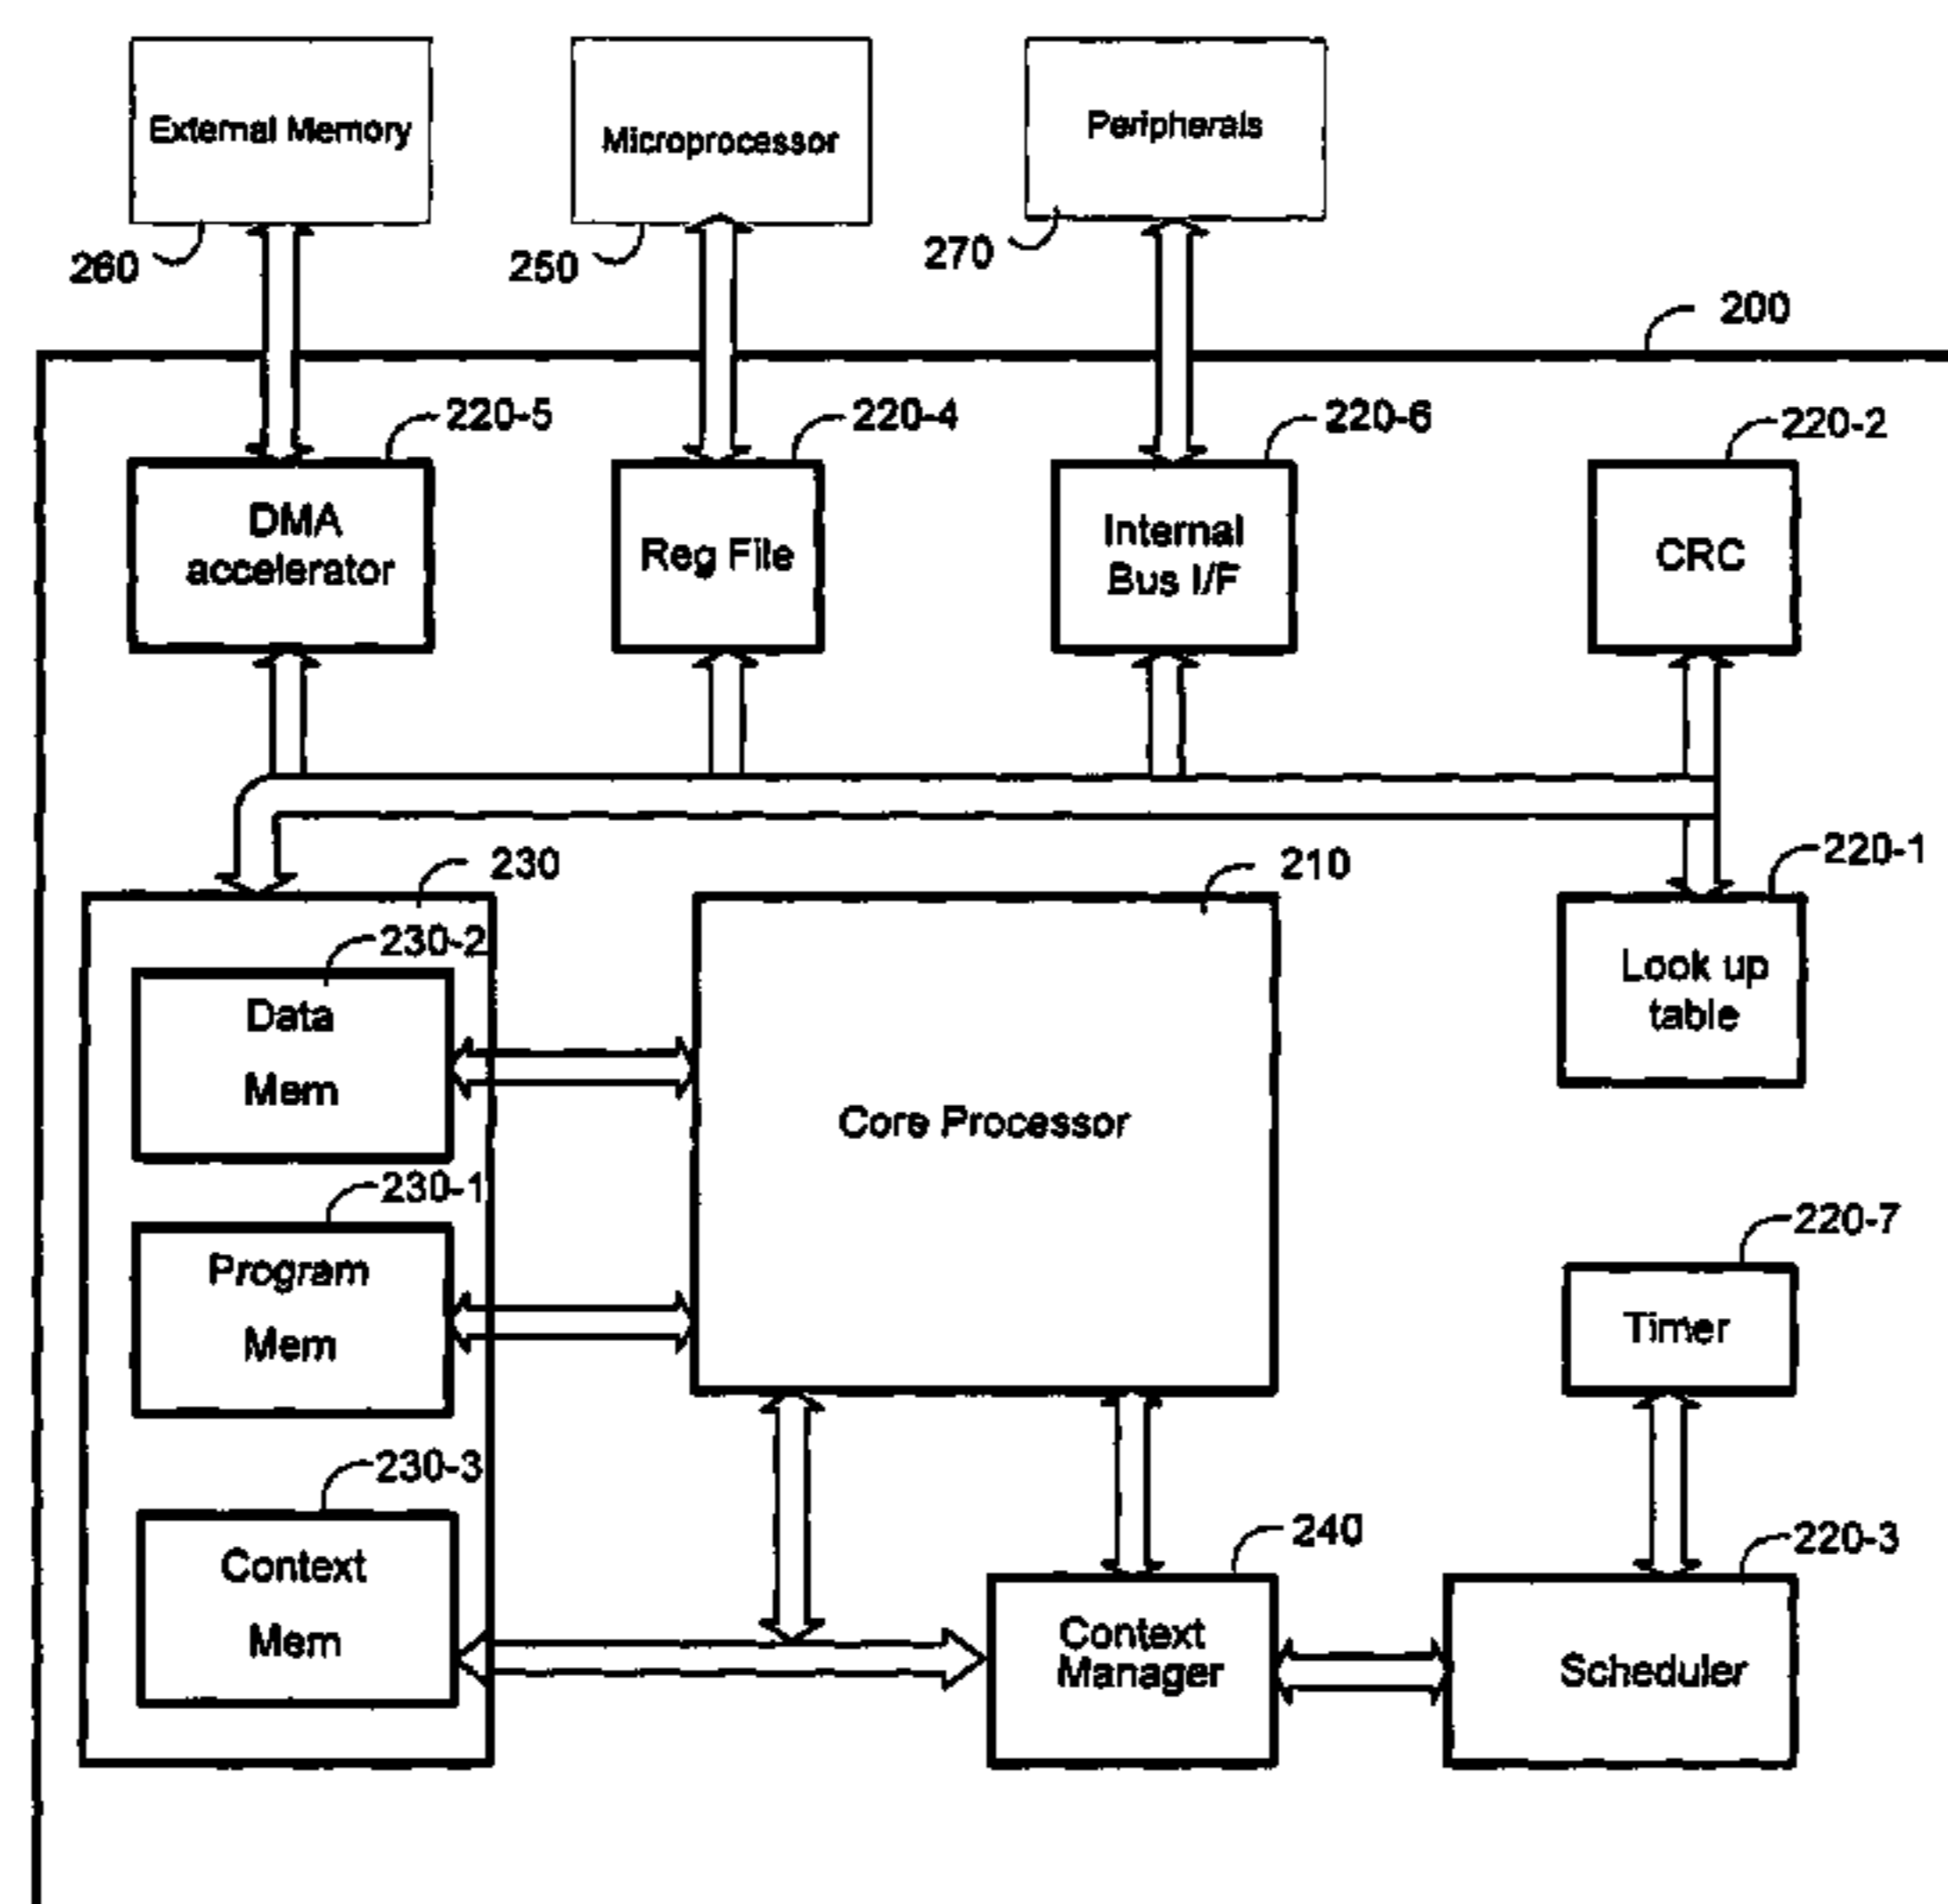 External Memory
Microprocessor
Peripherals
260
250
270
200
220-5
220-4
220-6
220-2
DMA
accelerator
Reg File
Internal
Bus I/F
CRC
230
210
220-1
230-2
Data
Mem
Core Processor
Look up
table
230-1
Program
Mem
220-7
Timer
230-3
Context
Mem
240
Context
Manager
220-3
Scheduler